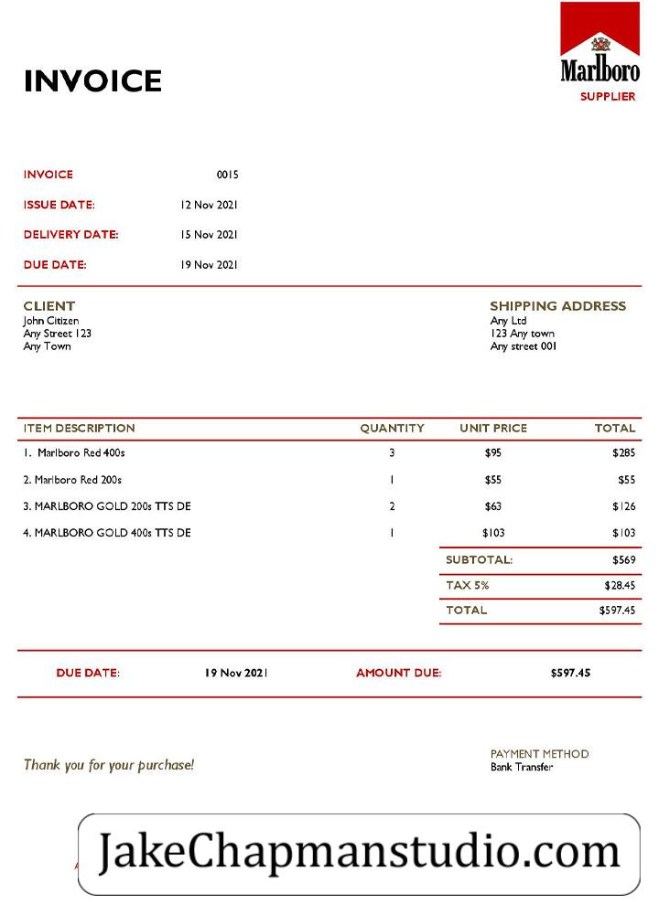 Marlboro
INVOICE
SUPPLIER
INVOICE 0015
ISSUE DATE: 12 Nov 2021
DELIVERY DATE: 15 Nov 2021
DUE DATE: 19 Nov 2021
CLIENT SHIPPING ADDRESS
John Citizen Any Ltd
Any Street 123 123 Any town
Any Town Any street 001
ITEM DESCRIPTION QUANTITY UNIT PRICE TOTAL
1. Marlboro Red 400s 3 $95 $285
2. Marlboro Red 200s 1 $55 $55
3. MARLBORO GOLD 200s TTS DE 2 $63 $126
4. MARLBORO GOLD 400s TTS DE 1 $103 $103
SUBTOTAL: $569
TAX 5% $28.45
TOTAL $597.45
DUE DATE: 19 Nov 2021 AMOUNT DUE: $597.45
PAYMENT METHOD
Thank you for your purchase! Bank Transfer
JakeChapmanstudio.com